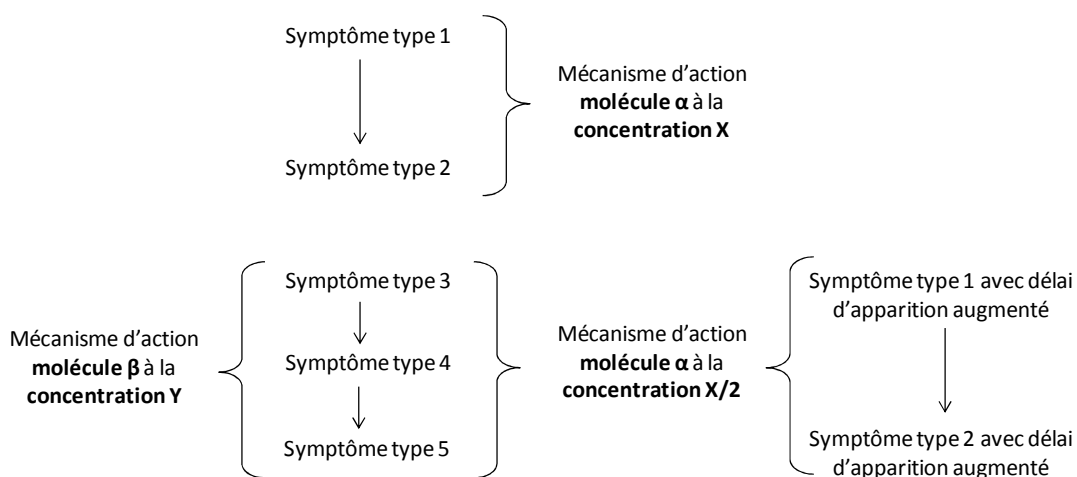 Symptôme type 1
Symptôme type 2
Mécanisme d'action
molécule α à la
concentration X
Mécanisme d'action
molécule β à la
concentration Y
Symptôme type 3
Symptôme type 4
Symptôme type 5
Mécanisme d'action
molécule α à la
concentration X/2
Symptôme type 1 avec délai
d'apparition augmenté
Symptôme type 2 avec délai
d'apparition augmenté